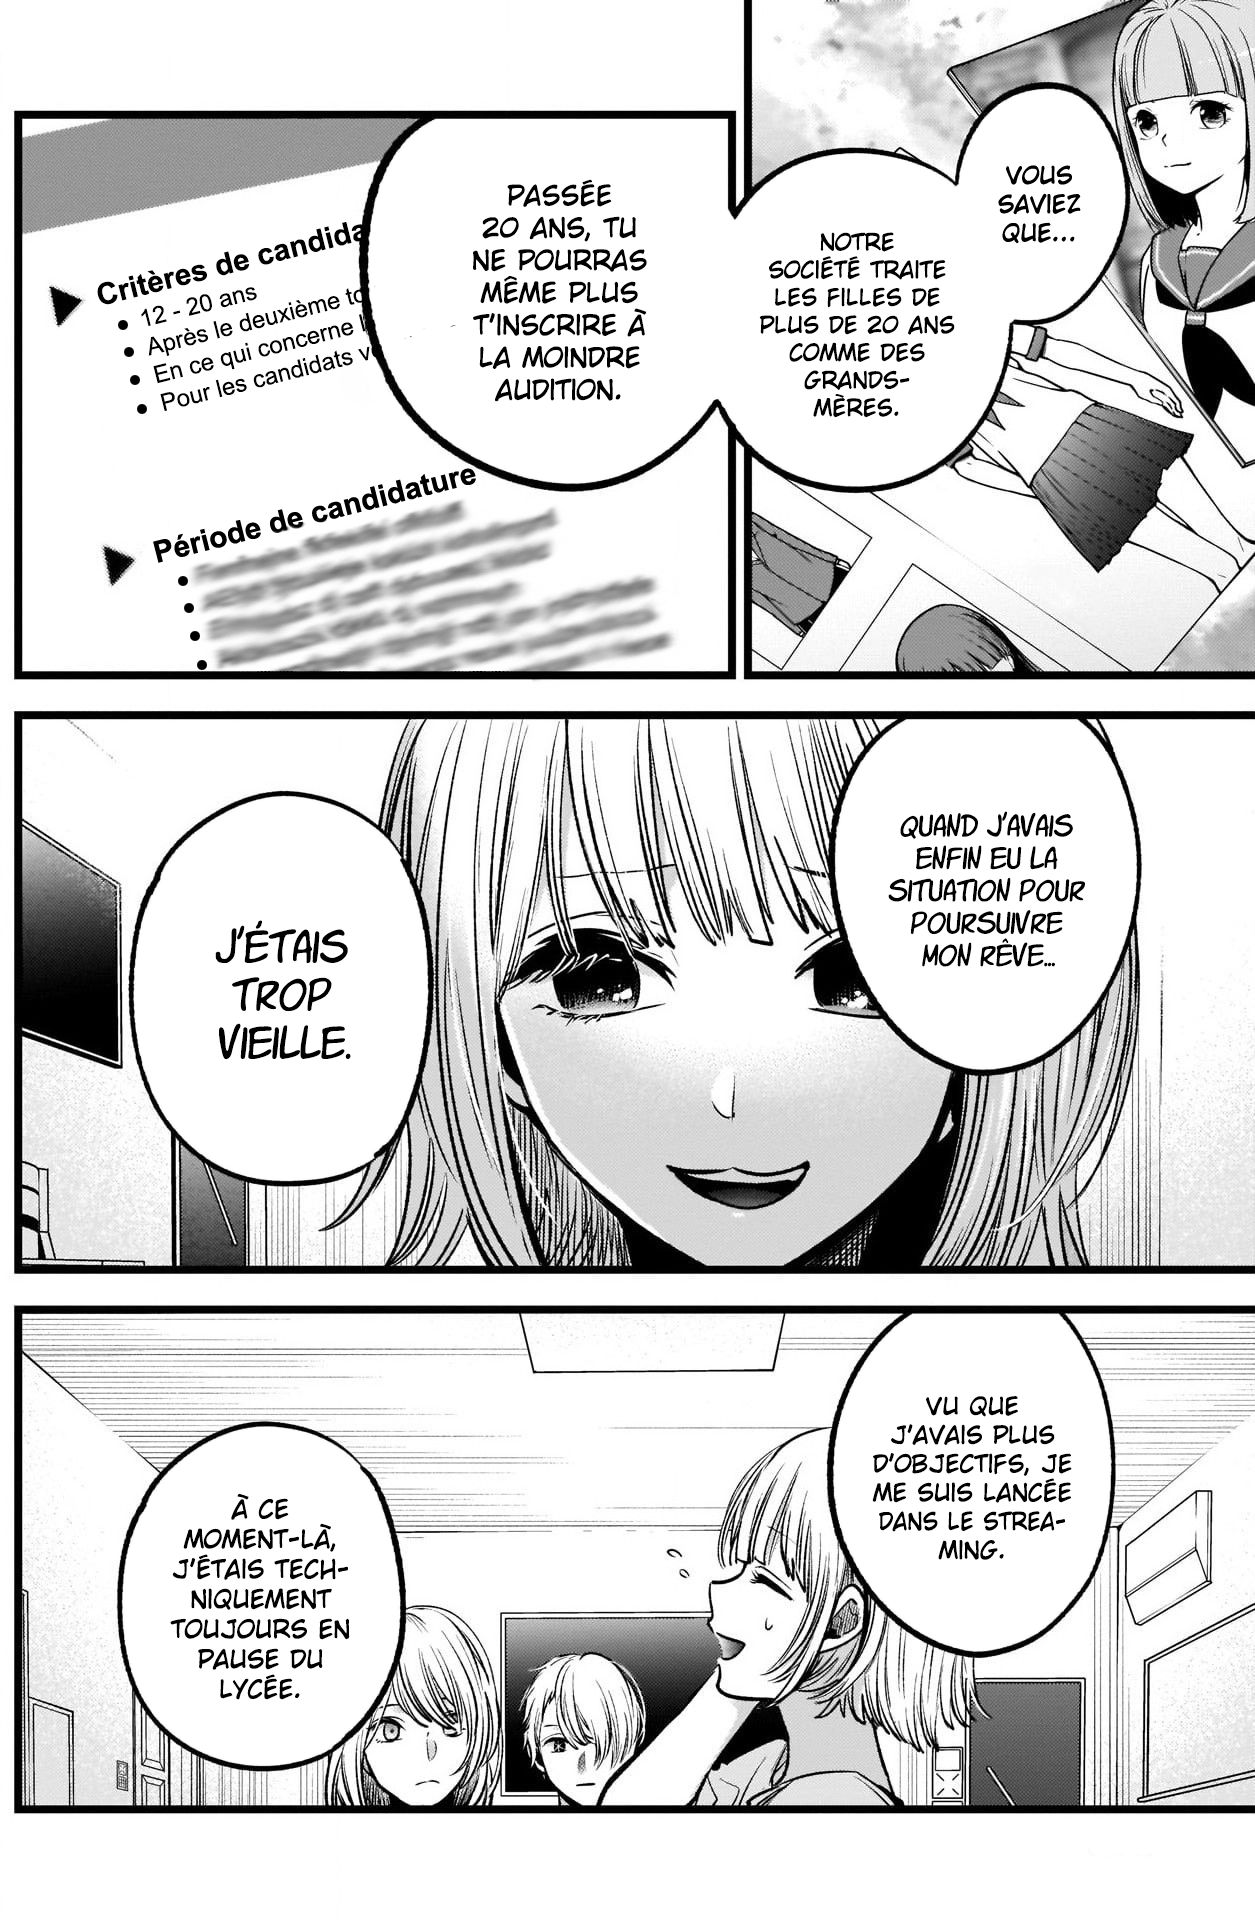 VOUS
SAVIEZ
QUE...
NOTRE
SOCIÉTÉ TRAITE
LES FILLES DE
PLUS DE 20 ANS
COMME DES
GRANDS-
MÈRES.
PASSÉE
20 ANS, TU
NE POURRAS
MÊME PLUS
T'INSCRIRE À
LA MOINDRE
AUDITION.
Critères de candida
• 12 - 20 ans
• Après le deuxième to
• En ce qui concerne
• Pour les candidats
Période de candidature
QUAND J'AVAIS
ENFIN EU LA
SITUATION POUR
POURSUIVRE
MON RÊVE...
J'ÉTAIS
TROP
VIEILLE.
VU QUE
J'AVAIS PLUS
D'OBJECTIFS, JE
ME SUIS LANCÉE
DANS LE STREA-
MING.
À CE
MOMENT-LÀ,
J'ÉTAIS TECH-
NIQUEMENT
TOUJOURS EN
PAUSE DU
LYCÉE.